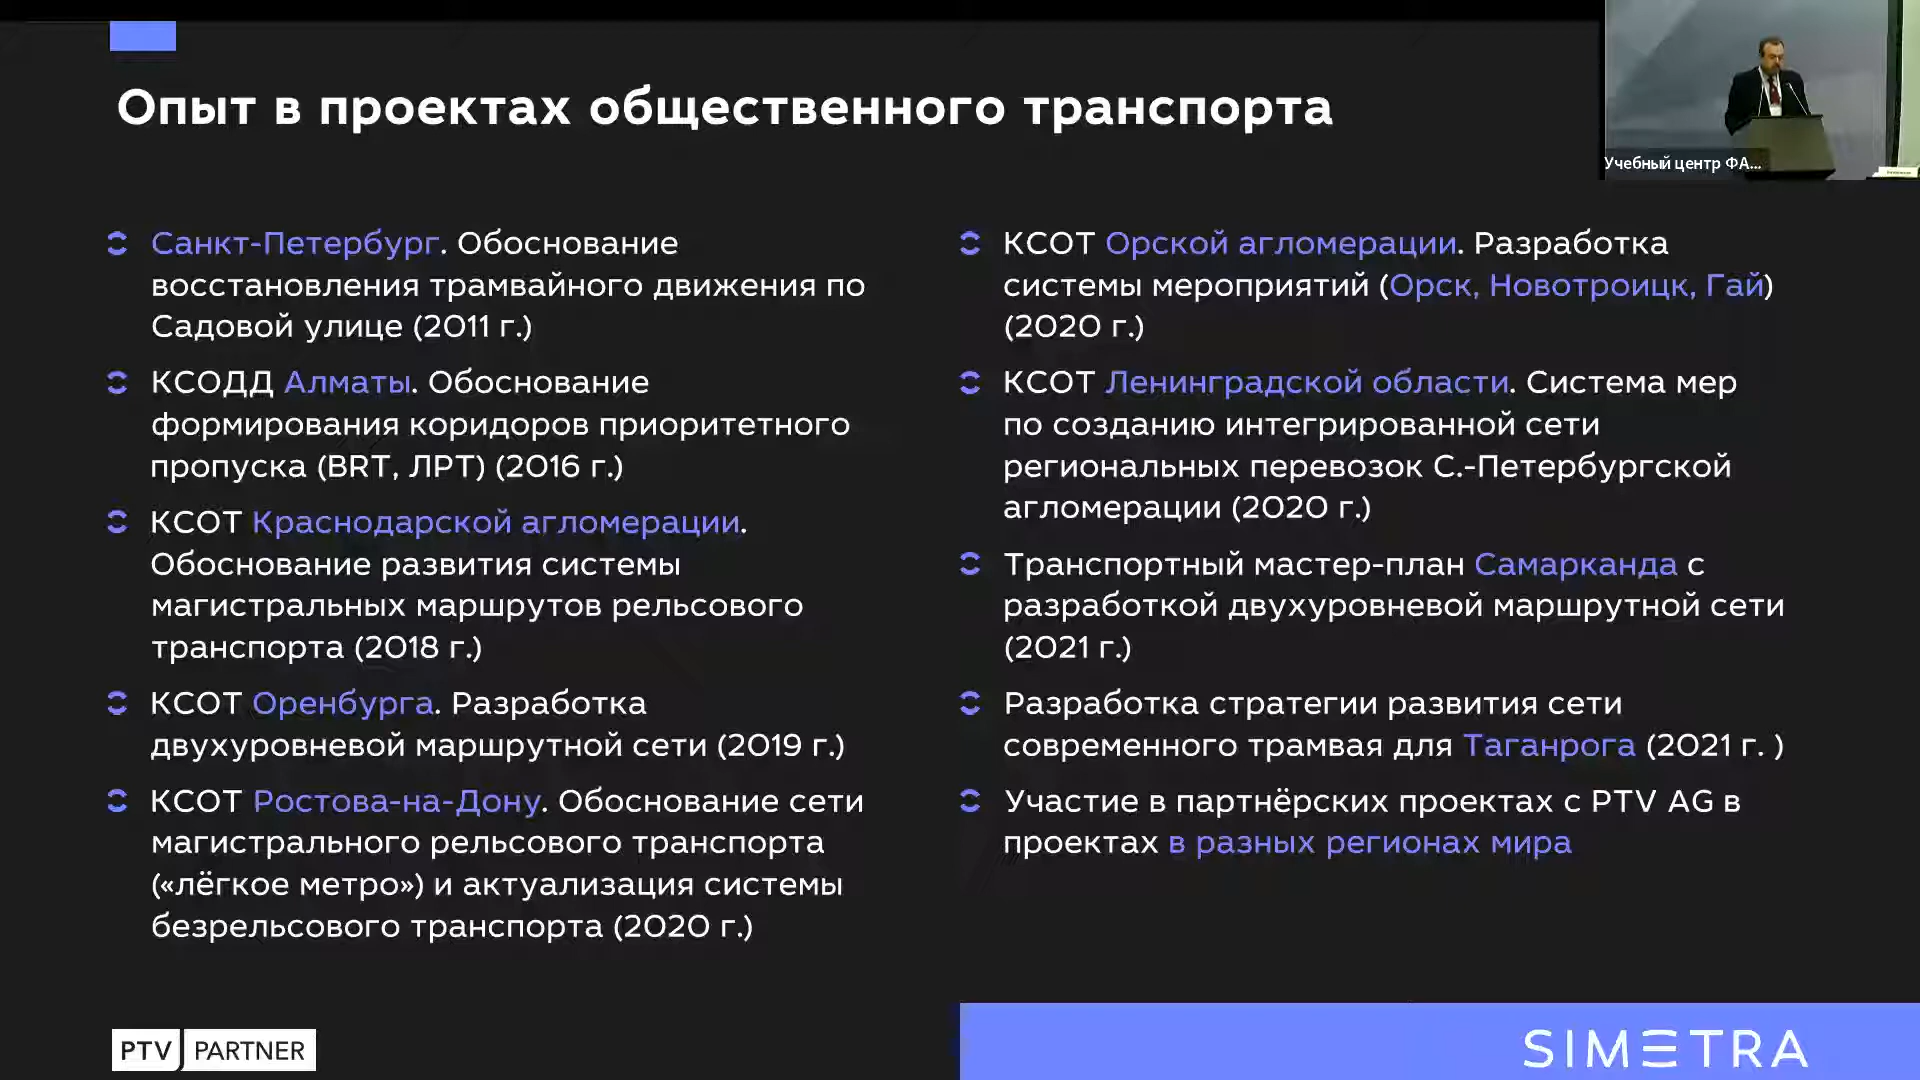 Опыт в проектах общественного транспорта
Учебный центр ФА...
Санкт-Петербург. Обоснование
восстановления трамвайного движения по
Садовой улице (2011 г.)
КСОДД Алматы. Обоснование
формирования коридоров приоритетного
пропуска (BRT, ЛРТ) (2016 г.)
КСОТ Краснодарской агломерации.
Обоснование развития системы
магистральных маршрутов рельсового
транспорта (2018 г.)
КСОТ Оренбурга. Разработка
двухуровневой маршрутной сети (2019 г.)
КСОТ Ростова-на-Дону. Обоснование сети
магистрального рельсового транспорта
(«лёгкое метро») и актуализация системы
безрельсового транспорта (2020 г.)
КСОТ Орской агломерации. Разработка
системы мероприятий (Орск, Новотроицк, Гай)
(2020 г.)
КСОТ Ленинградской области. Система мер
по созданию интегрированной сети
региональных перевозок С.-Петербургской
агломерации (2020 г.)
Транспортный мастер-план Самарканда с
разработкой двухуровневой маршрутной сети
(2021 г.)
Разработка стратегии развития сети
современного трамвая для Таганрога (2021 г. )
Участие в партнёрских проектах с PTV AG в
проектах в разных регионах мира
PTV PARTNER
SIMETRA